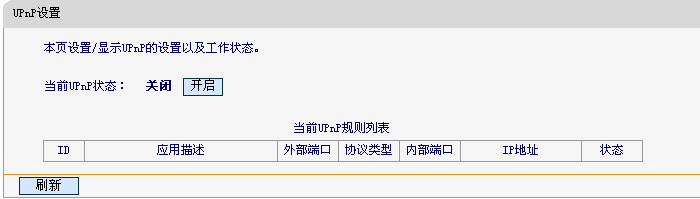 UPnP设置
本页设置/显示UPnP的设置以及工作状态。
当前UPnP状态： 关闭 开启
当前UPnP规则列表
ID 应用描述 外部端口 协议类型 内部端口 IP地址 状态
刷新